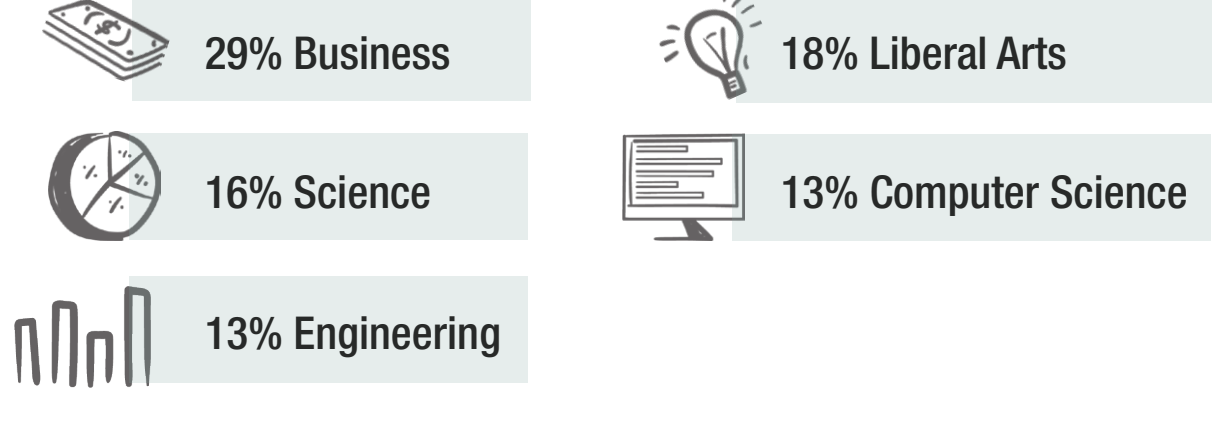 29% Business
18% Liberal Arts
16% Science
13% Computer Science
13% Engineering